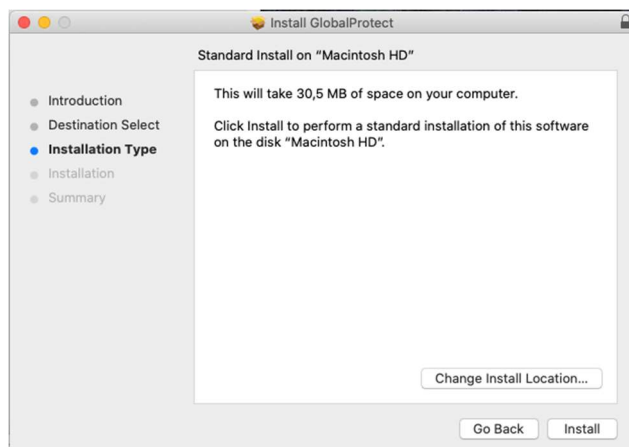 Install GlobalProtect
Standard Install on “Macintosh HD”
Introduction
Destination Select
Installation Type
Installation
Summary
This will take 30,5 MB of space on your computer.
Click Install to perform a standard installation of this software
on the disk “Macintosh HD”.
Change Install Location...
Go Back
Install